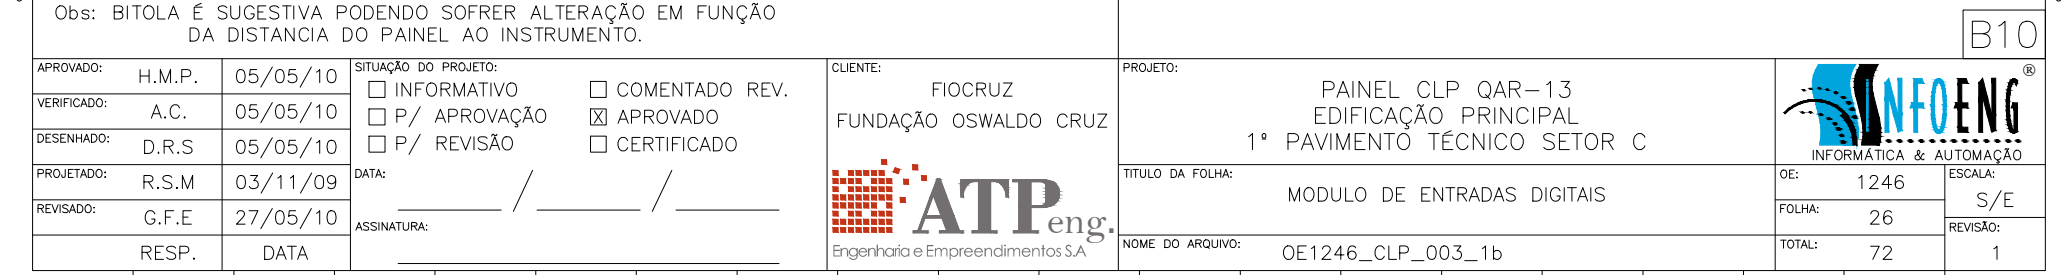 Obs: BITOLA É SUGESTIVA PODENDO SOFRER ALTERAÇÃO EM FUNÇÃO
DA DISTANCIA DO PAINEL AO INSTRUMENTO.
B10
APROVADO: H.M.P. 05/05/10
VERIFICADO: A.C. 05/05/10
DESENHADO: D.R.S 05/05/10
PROJETADO: R.S.M 03/11/09
REVISADO: G.F.E 27/05/10
RESP. DATA
SITUAÇÃO DO PROJETO:
INFORMATIVO COMENTADO REV.
P/ APROVAÇÃO X APROVADO
P/ REVISÃO CERTIFICADO
DATA: / /
ASSINATURA:
CLIENTE:
FIOCRUZ
FUNDAÇÃO OSWALDO CRUZ
ATPeng.
Engenharia e Empreendimentos S.A
PROJETO:
PAINEL CLP QAR-13
EDIFICAÇÃO PRINCIPAL
1º PAVIMENTO TÉCNICO SETOR C
TITULO DA FOLHA:
MODULO DE ENTRADAS DIGITAIS
NOME DO ARQUIVO: OE1246_CLP_003_1b
INFOENG ®
INFORMÁTICA & AUTOMAÇÃO
OE: 1246
FOLHA: 26
TOTAL: 72
ESCALA:
S/E
REVISÃO:
1